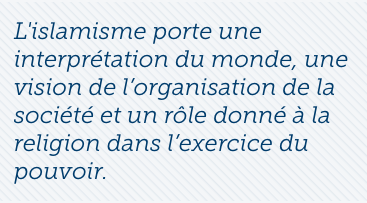 L'islamisme porte une
interprétation du monde, une
vision de l’organisation de la
société et un rôle donné à la
religion dans l’exercice du
pouvoir.